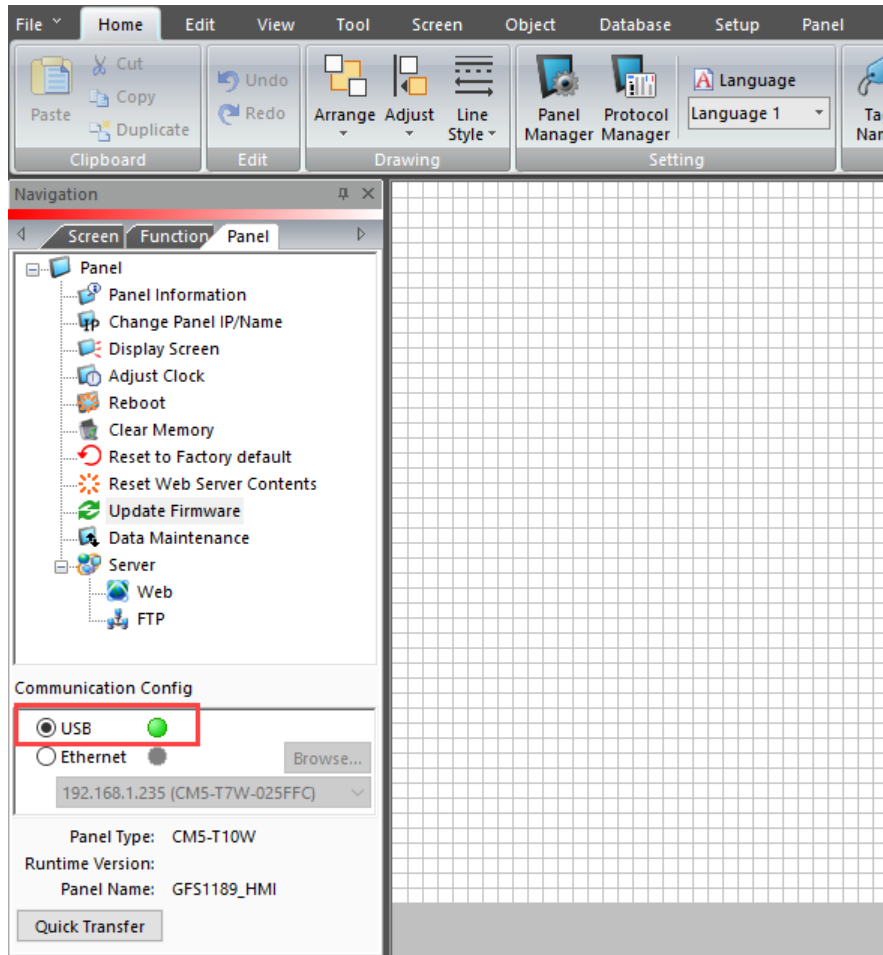 File Home Edit View Tool Screen Object Database Setup Panel
Cut
Copy
Paste
Duplicate
Clipboard
Undo
Redo
Edit
Arrange Adjust Line
Style
Drawing
Panel Protocol
Manager Manager
Language
Language 1
Setting
Navigation
Screen Function Panel
Panel
Panel Information
Change Panel IP/Name
Display Screen
Adjust Clock
Reboot
Clear Memory
Reset to Factory default
Reset Web Server Contents
Update Firmware
Data Maintenance
Server
Web
FTP
Communication Config
USB
Ethernet
Browse...
192.168.1.235 (CM5-T7W-025FFC)
Panel Type: CM5-T10W
Runtime Version:
Panel Name: GFS1189_HMI
Quick Transfer